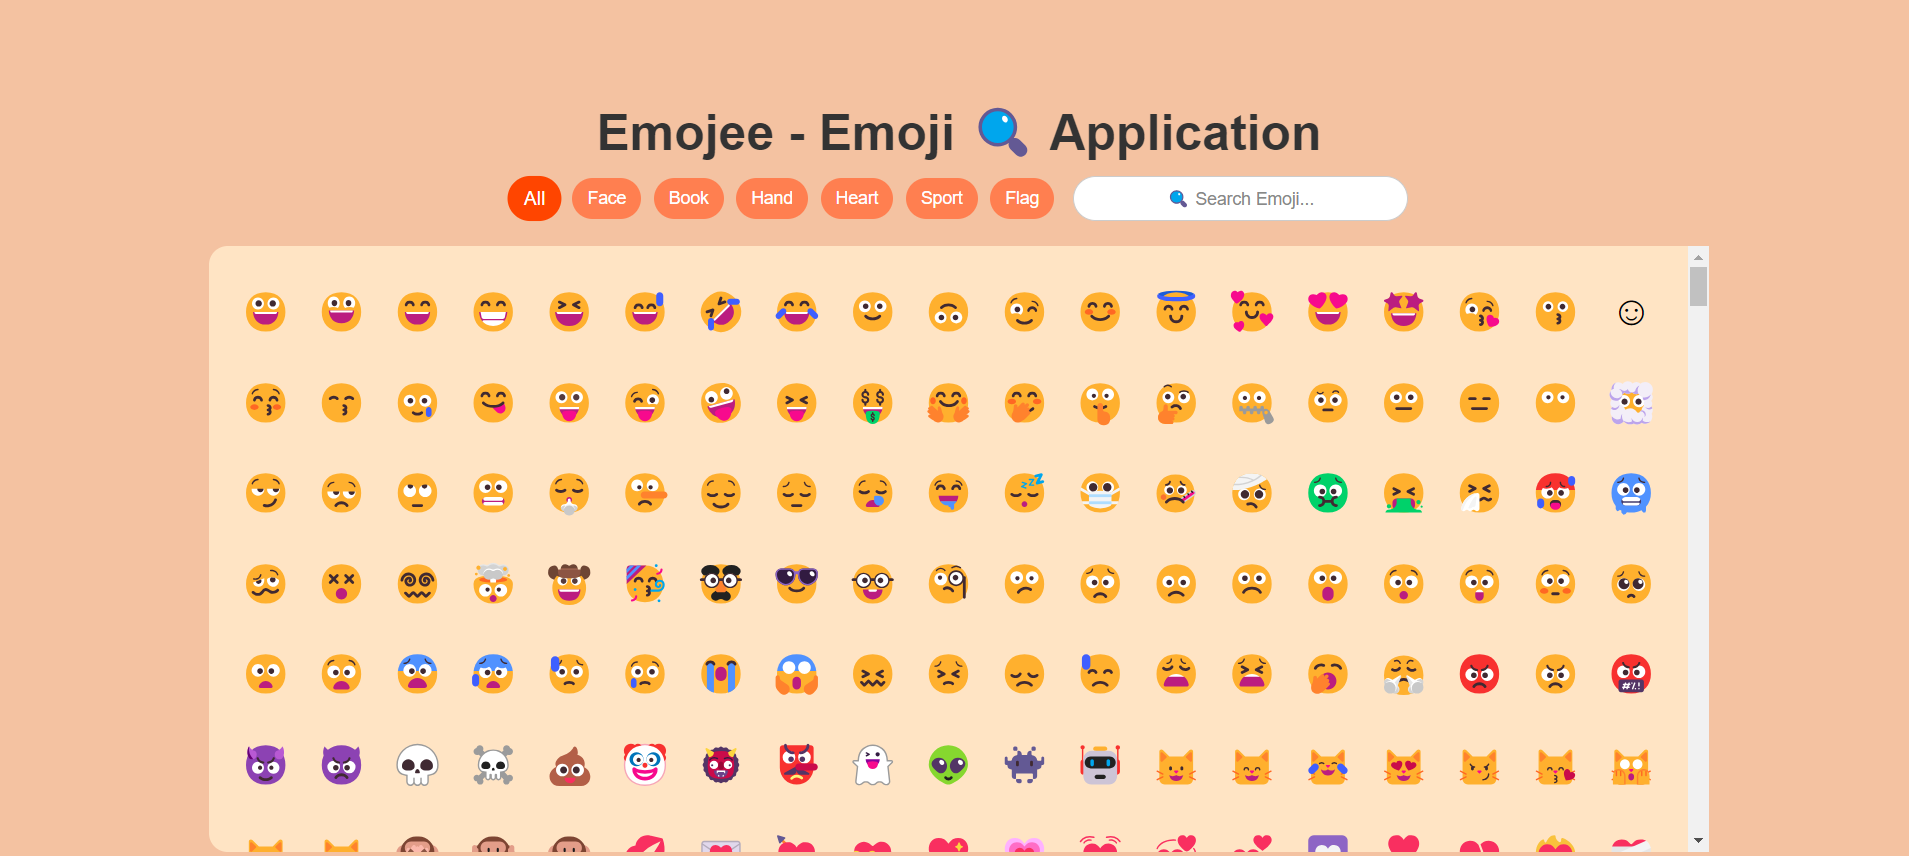 Emojee - Emoji 🔍 Application
All Face Book Hand Heart Sport Flag 🔍 Search Emoji...